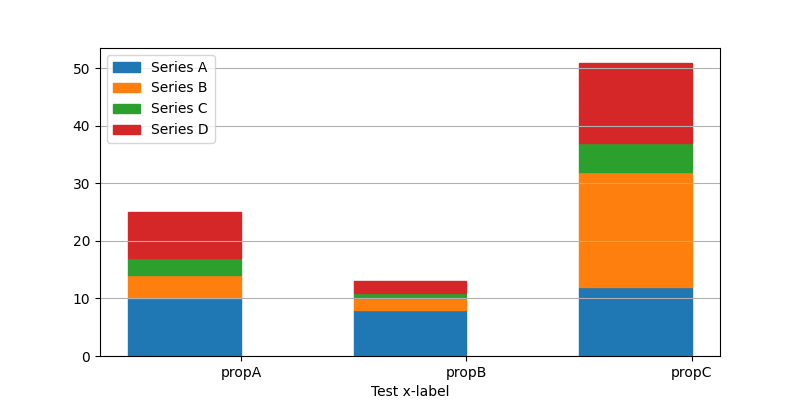 Series A
Series B
Series C
Series D
50
40
30
20
10
0
propA propB propC
Test x-label